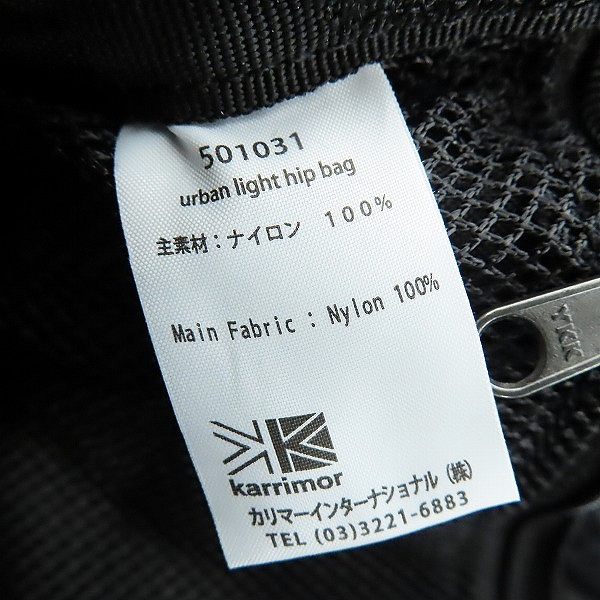 501031
urban light hip bag
主素材：ナイロン 100%
Main Fabric : Nylon 100%
karrimor
カリマーインターナショナル（株）
TEL (03)3221-6883
YKK